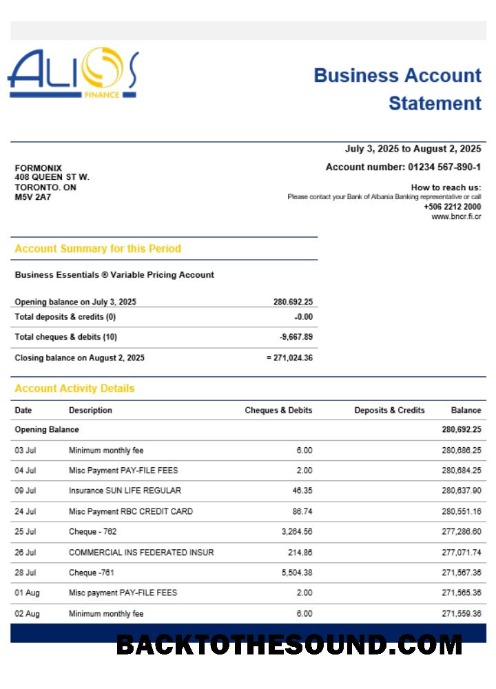 ALIOS
FINANCE
Business Account
Statement
July 3, 2025 to August 2, 2025
Account number: 01234 567-890-1
FORMONIX
408 QUEEN ST W.
TORONTO. ON
M5V 2A7
How to reach us:
Please contact your Bank of Albania Banking representative or call
+506 2212 2000
www.bncr.fi.cr
Account Summary for this Period
Business Essentials ® Variable Pricing Account
Opening balance on July 3, 2025 280.692.25
Total deposits & credits (0) -0.00
Total cheques & debits (10) -9,667.89
Closing balance on August 2, 2025 = 271,024.36
Account Activity Details
Date Description Cheques & Debits Deposits & Credits Balance
Opening Balance 280,692.25
03 Jul Minimum monthly fee 6.00 280,686.25
04 Jul Misc Payment PAY-FILE FEES 2.00 280,684.25
09 Jul Insurance SUN LIFE REGULAR 46.35 280,637.90
24 Jul Misc Payment RBC CREDIT CARD 86.74 280,551.16
25 Jul Cheque - 762 3,264.56 277,286.60
26 Jul COMMERCIAL INS FEDERATED INSUR 214.86 277,071.74
28 Jul Cheque -761 5,504.38 271,567.36
01 Aug Misc payment PAY-FILE FEES 2.00 271,565.36
02 Aug Minimum monthly fee 6.00 271,559.36
BACKTOTHESOUND.COM